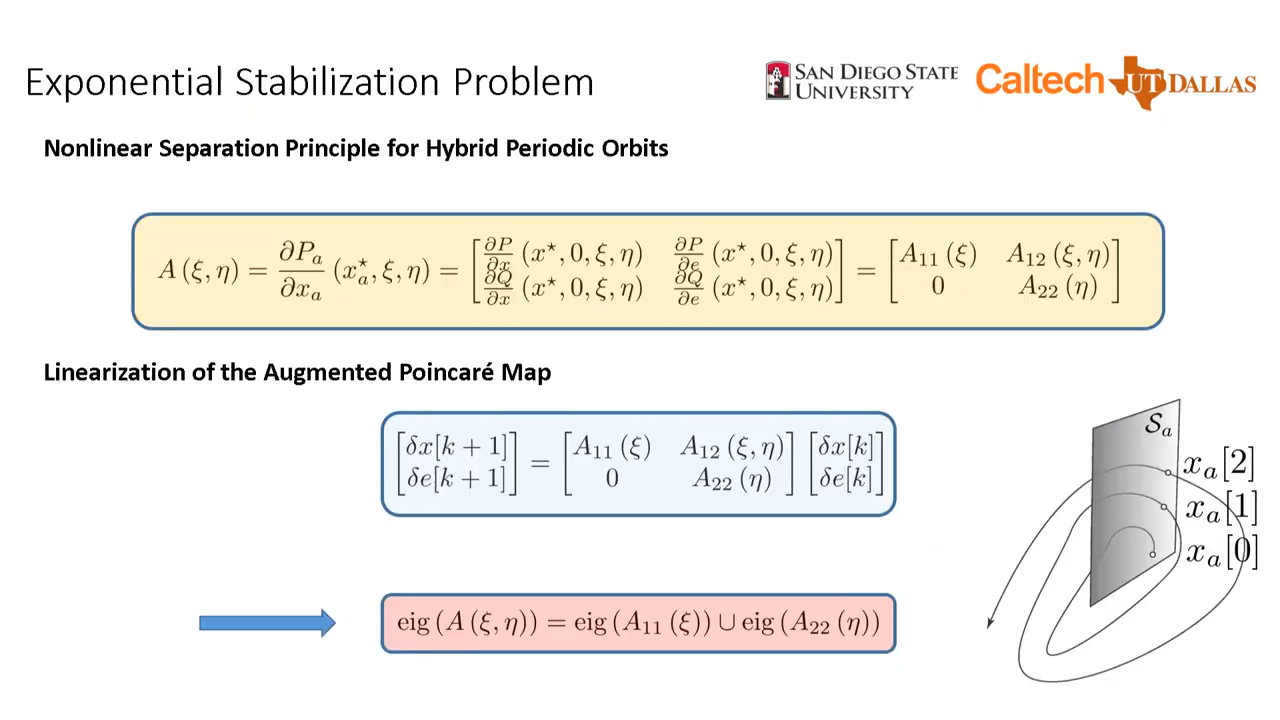 Exponential Stabilization Problem
SAN DIEGO STATE
UNIVERSITY
Caltech
UT DALLAS
Nonlinear Separation Principle for Hybrid Periodic Orbits
A (ξ, η) = ∂Pₐ/∂xₐ (xₐ⋆, ξ, η) = [∂P/∂x (x⋆, 0, ξ, η) ∂P/∂e (x⋆, 0, ξ, η); ∂Q/∂x (x⋆, 0, ξ, η) ∂Q/∂e (x⋆, 0, ξ, η)] = [A₁₁ (ξ) A₁₂ (ξ, η); 0 A₂₂ (η)]
Linearization of the Augmented Poincaré Map
[δx[k + 1]; δe[k + 1]] = [A₁₁ (ξ) A₁₂ (ξ, η); 0 A₂₂ (η)] [δx[k]; δe[k]]
𝒮ₐ
xₐ[2]
xₐ[1]
xₐ[0]
eig (A (ξ, η)) = eig (A₁₁ (ξ)) ∪ eig (A₂₂ (η))